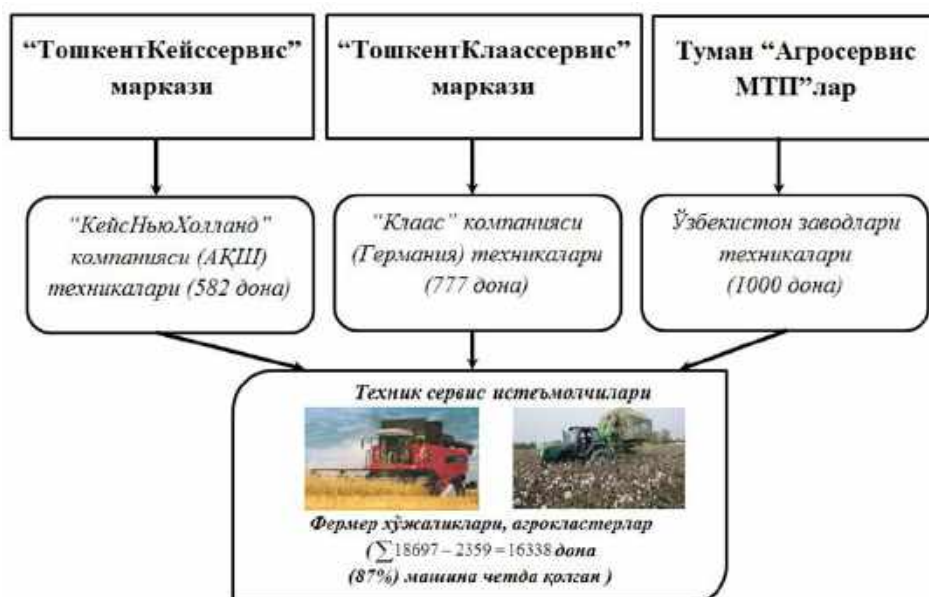 “ТошкентКейссервис”
маркази
“ТошкентКлаассервис”
маркази
Туман “Агросервис
МТП”лар
“КейсНьюХолланд”
компанияси (АҚШ)
техникалари (582 дона)
“Клаас” компанияси
(Германия) техникалари
(777 дона)
Ўзбекистон заводлари
техникалари
(1000 дона)
Техник сервис истеъмолчилари
Фермер хўжаликлари, агрокластерлар
(∑18697 – 2359 = 16338 дона
(87%) машина четда қолган )